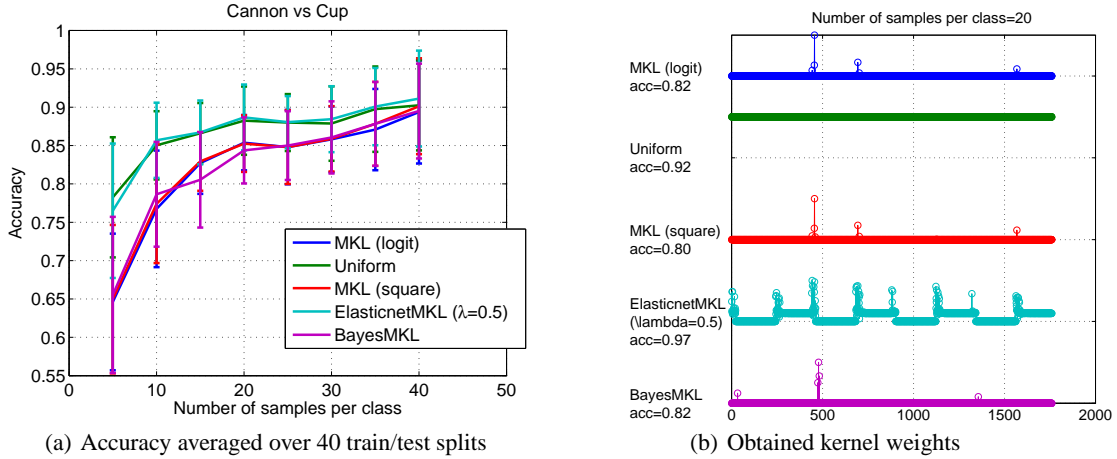 Cannon vs Cup
1
0.95
0.9
0.85
0.8
0.75
0.7
0.65
0.6
0.55
Accuracy
0 10 20 30 40 50
Number of samples per class
MKL (logit)
Uniform
MKL (square)
ElasticnetMKL (λ=0.5)
BayesMKL
(a) Accuracy averaged over 40 train/test splits
Number of samples per class=20
MKL (logit)
acc=0.82
Uniform
acc=0.92
MKL (square)
acc=0.80
ElasticnetMKL
(\lambda=0.5)
acc=0.97
BayesMKL
acc=0.82
0 500 1000 1500 2000
(b) Obtained kernel weights